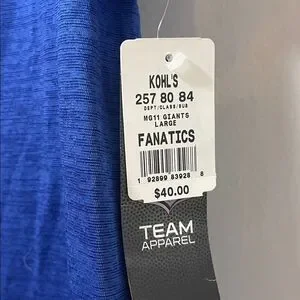 KOHL'S
257 80 84
DEPT/CLASS/SUB
MG11 GIANTS
LARGE
FANATICS
1 92899 83928 8
$40.00
TEAM
APPAREL